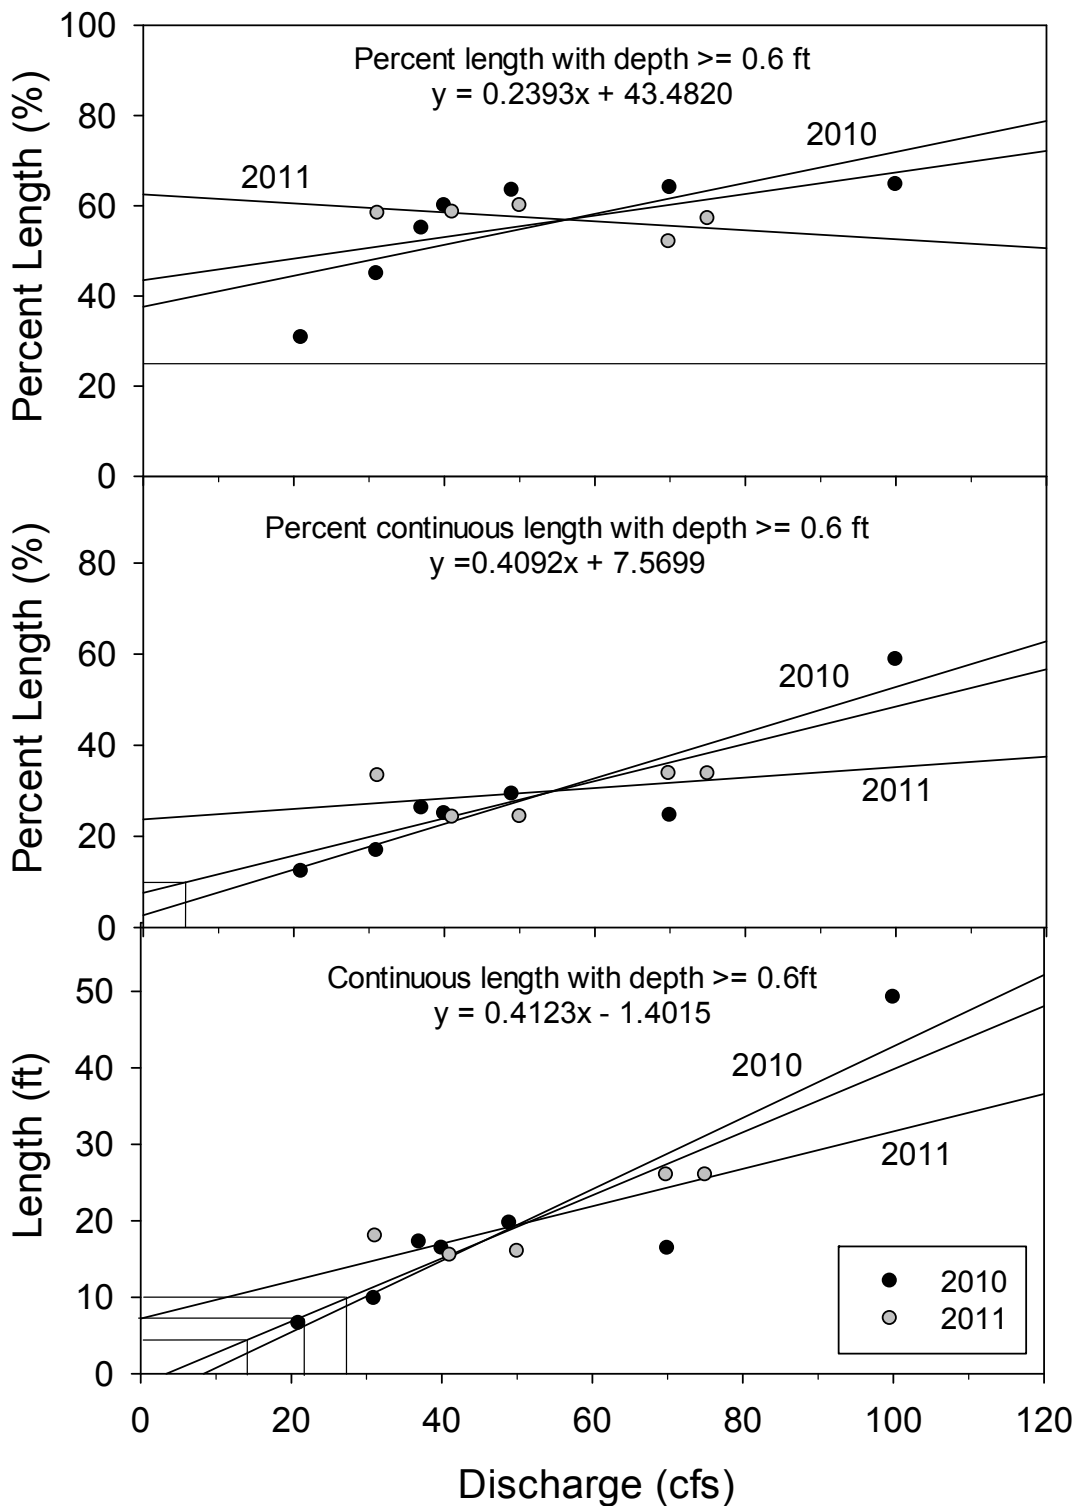 100
80
60
40
20
0
Percent Length (%)
Percent length with depth >= 0.6 ft
y = 0.2393x + 43.4820
2010
2011
80
60
40
20
0
Percent Length (%)
Percent continuous length with depth >= 0.6 ft
y =0.4092x + 7.5699
2010
2011
50
40
30
20
10
0
Length (ft)
Continuous length with depth >= 0.6ft
y = 0.4123x - 1.4015
2010
2011
2010
2011
0 20 40 60 80 100 120
Discharge (cfs)